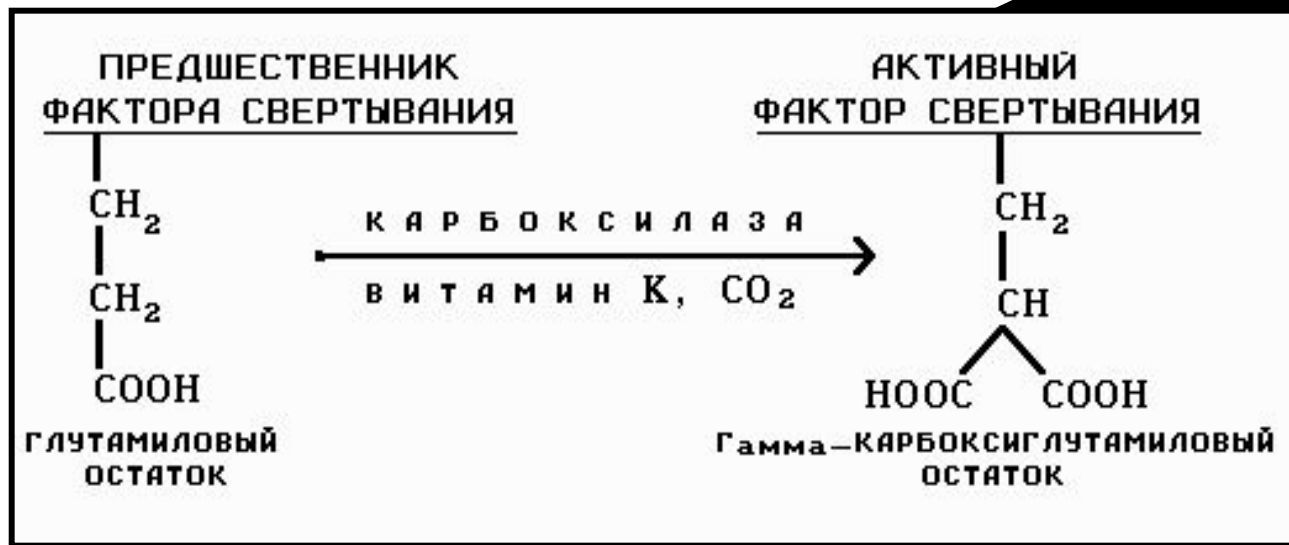 ПРЕДШЕСТВЕННИК
ФАКТОРА СВЕРТЫВАНИЯ
CH₂
CH₂
COOH
ГЛУТАМИЛОВЫЙ
ОСТАТОК
КАРБОКСИЛАЗА
ВИТАМИН K, CO₂
АКТИВНЫЙ
ФАКТОР СВЕРТЫВАНИЯ
CH₂
CH
HOOC COOH
Гамма–КАРБОКСИГЛУТАМИЛОВЫЙ
ОСТАТОК